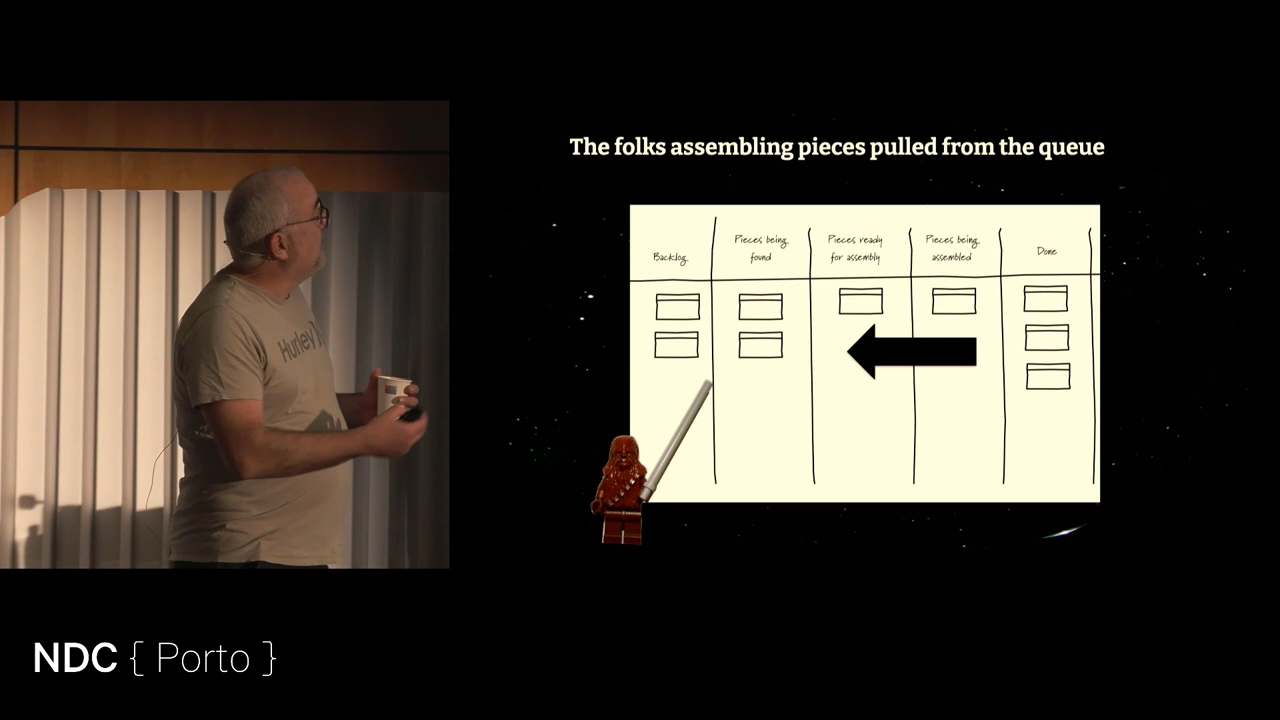 The folks assembling pieces pulled from the queue
Backlog
Pieces being
found
Pieces ready
for assembly
Pieces being
assembled
Done
Hurley
NDC { Porto }